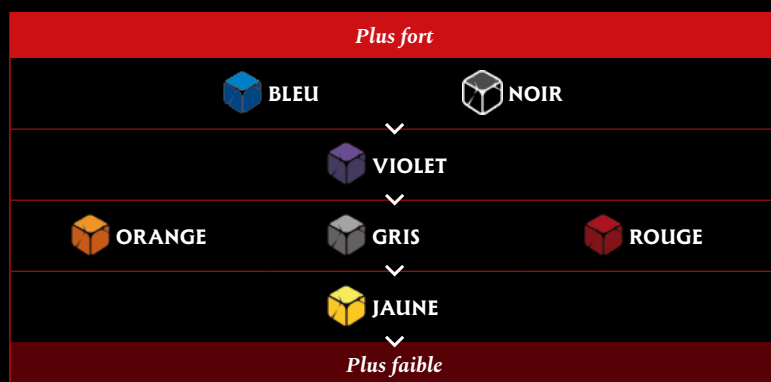 Plus fort
BLEU NOIR
VIOLET
ORANGE GRIS ROUGE
JAUNE
Plus faible